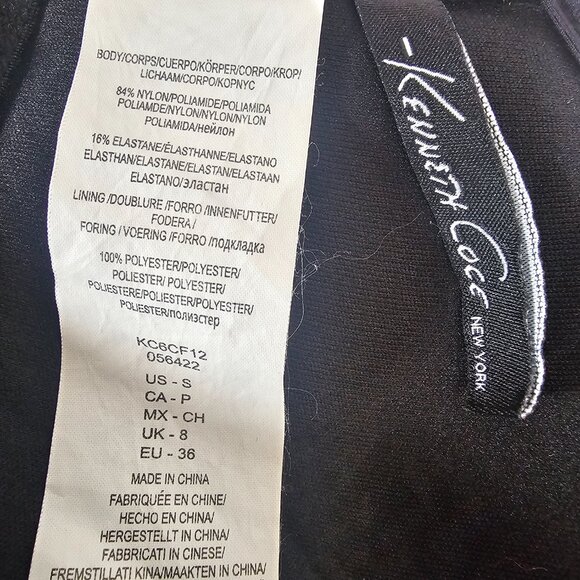 BODY/CORPS/CUERPO/KÖRPER/CORPO/KROP/
LICHAAM/CORPO/КОРПУС
84% NYLON/POLIAMIDE/POLIAMIDA
POLIAMDE/NYLON/NYLON/NYLON
POLIAMIDA/нейлон
16% ELASTANE/ÉLASTHANNE/ELASTANO
ELASTHAN/ELASTANE/ELASTAN/ELASTAAN
ELASTANO/эластан
LINING /DOUBLURE /FORRO /INNENFUTTER/
FODERA/
FORING / VOERING /FORRO /подкладка
100% POLYESTER/POLYESTER/
POLIESTER/ POLYESTER/
POLIESTERE/POLIESTER/POLYESTER/
POLIESTER/полиэстер
KC6CF12
056422
US - S
CA - P
MX - CH
UK - 8
EU - 36
MADE IN CHINA
FABRIQUÉE EN CHINE/
HECHO EN CHINA/
HERGESTELLT IN CHINA/
FABBRICATI IN CINESE/
FREMSTILLATI KINA/MAAKTEN IN CHINA/
-KENNETH COLE NEW YORK